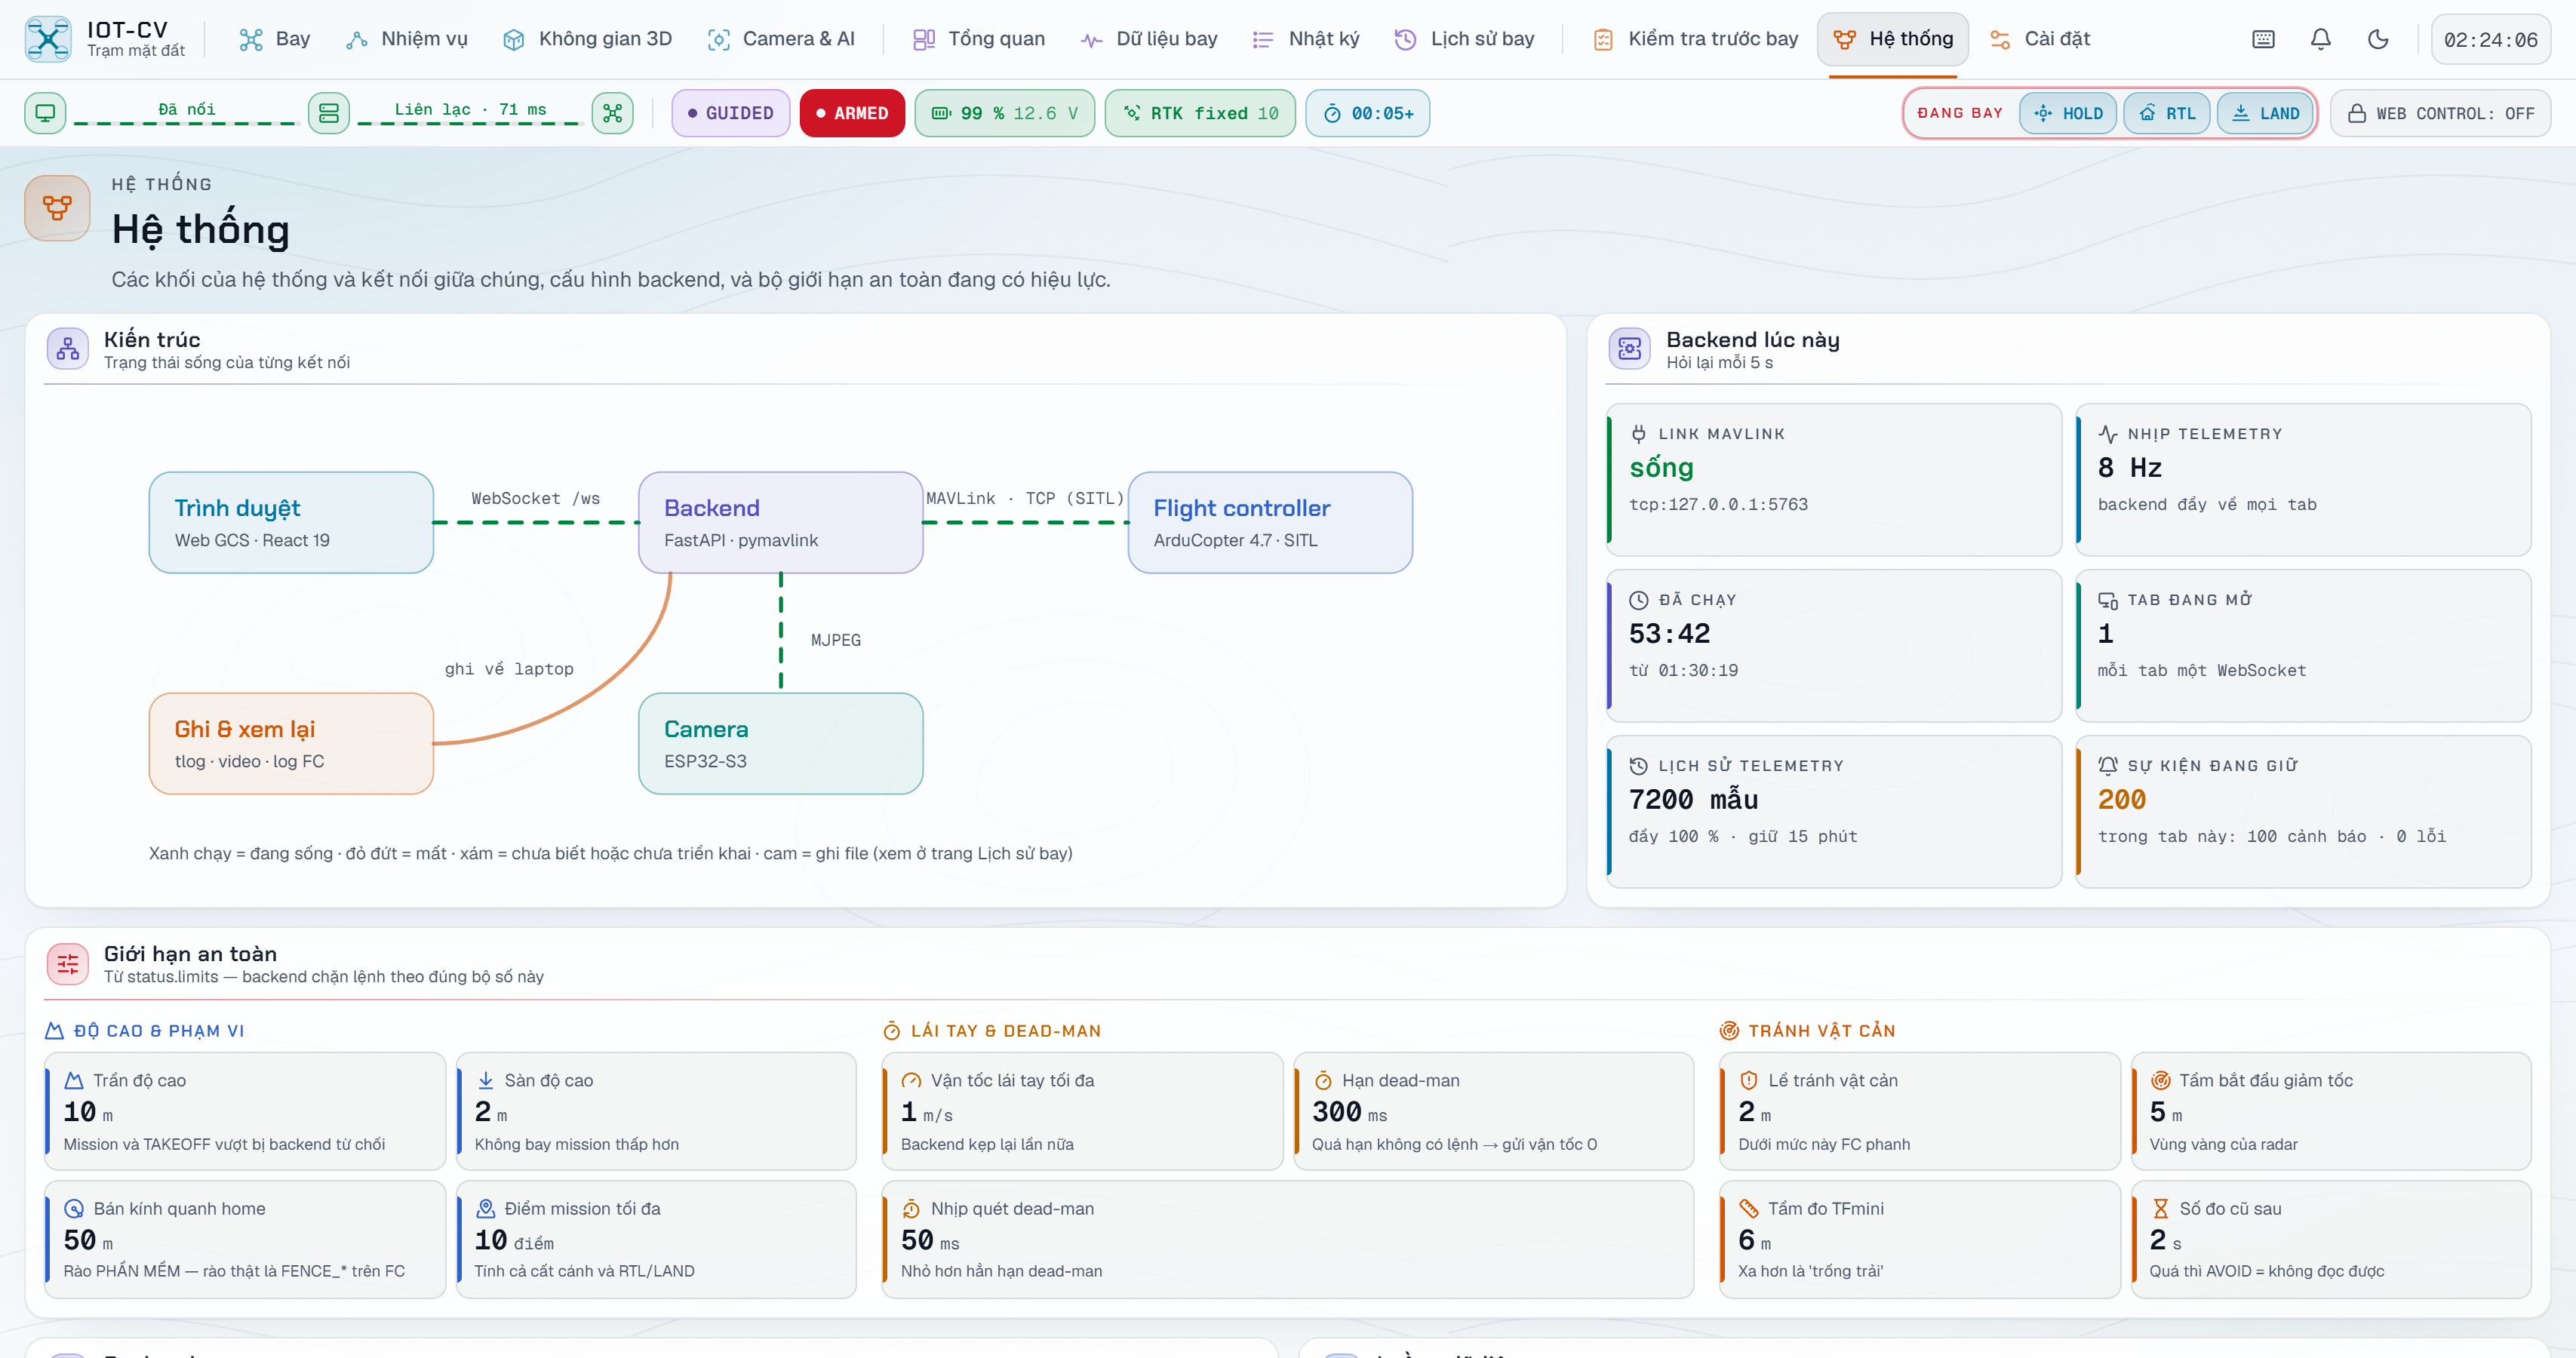 IOT-CV
Trạm mặt đất
Bay
Nhiệm vụ
Không gian 3D
Camera & AI
Tổng quan
Dữ liệu bay
Nhật ký
Lịch sử bay
Kiểm tra trước bay
Hệ thống
Cài đặt
02:24:06
Đã nối
Liên lạc · 71 ms
GUIDED
ARMED
99 % 12.6 V
RTK fixed 10
00:05+
ĐANG BAY
HOLD
RTL
LAND
WEB CONTROL: OFF
HỆ THỐNG
Hệ thống
Các khối của hệ thống và kết nối giữa chúng, cấu hình backend, và bộ giới hạn an toàn đang có hiệu lực.
Kiến trúc
Trạng thái sống của từng kết nối
Trình duyệt
Web GCS · React 19
WebSocket /ws
Backend
FastAPI · pymavlink
MAVLink · TCP (SITL)
Flight controller
ArduCopter 4.7 · SITL
MJPEG
ghi về laptop
Ghi & xem lại
tlog · video · log FC
Camera
ESP32-S3
Xanh chạy = đang sống · đỏ đứt = mất · xám = chưa biết hoặc chưa triển khai · cam = ghi file (xem ở trang Lịch sử bay)
Backend lúc này
Hỏi lại mỗi 5 s
LINK MAVLINK
sống
tcp:127.0.0.1:5763
NHỊP TELEMETRY
8 Hz
backend đẩy về mọi tab
ĐÃ CHẠY
53:42
từ 01:30:19
TAB ĐANG MỞ
1
mỗi tab một WebSocket
LỊCH SỬ TELEMETRY
7200 mẫu
đầy 100 % · giữ 15 phút
SỰ KIỆN ĐANG GIỮ
200
trong tab này: 100 cảnh báo · 0 lỗi
Giới hạn an toàn
Từ status.limits — backend chặn lệnh theo đúng bộ số này
ĐỘ CAO & PHẠM VI
Trần độ cao
10 m
Mission và TAKEOFF vượt bị backend từ chối
Sàn độ cao
2 m
Không bay mission thấp hơn
Bán kính quanh home
50 m
Rào PHẦN MỀM — rào thật là FENCE_* trên FC
Điểm mission tối đa
10 điểm
Tính cả cất cánh và RTL/LAND
LÁI TAY & DEAD-MAN
Vận tốc lái tay tối đa
1 m/s
Backend kẹp lại lần nữa
Hạn dead-man
300 ms
Quá hạn không có lệnh → gửi vận tốc 0
Nhịp quét dead-man
50 ms
Nhỏ hơn hẳn hạn dead-man
TRÁNH VẬT CẢN
Lề tránh vật cản
2 m
Dưới mức này FC phanh
Tầm bắt đầu giảm tốc
5 m
Vùng vàng của radar
Tầm đo TFmini
6 m
Xa hơn là 'trống trải'
Số đo cũ sau
2 s
Quá thì AVOID = không đọc được